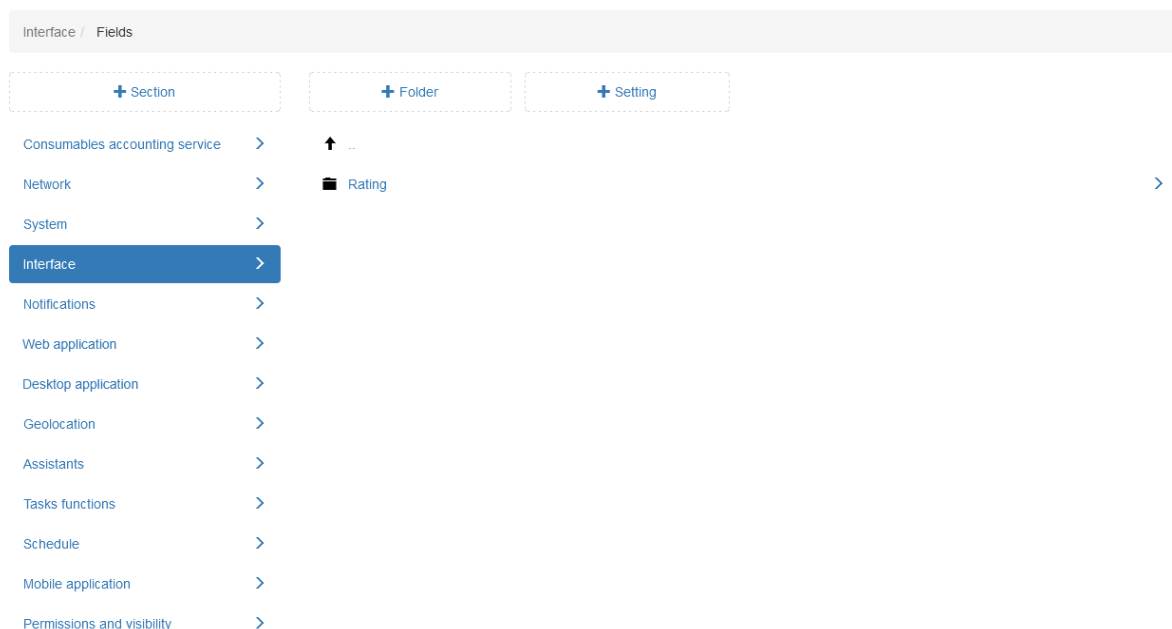 Interface / Fields
+ Section
+ Folder
+ Setting
Consumables accounting service
..
Network
Rating
System
Interface
Notifications
Web application
Desktop application
Geolocation
Assistants
Tasks functions
Schedule
Mobile application
Permissions and visibility